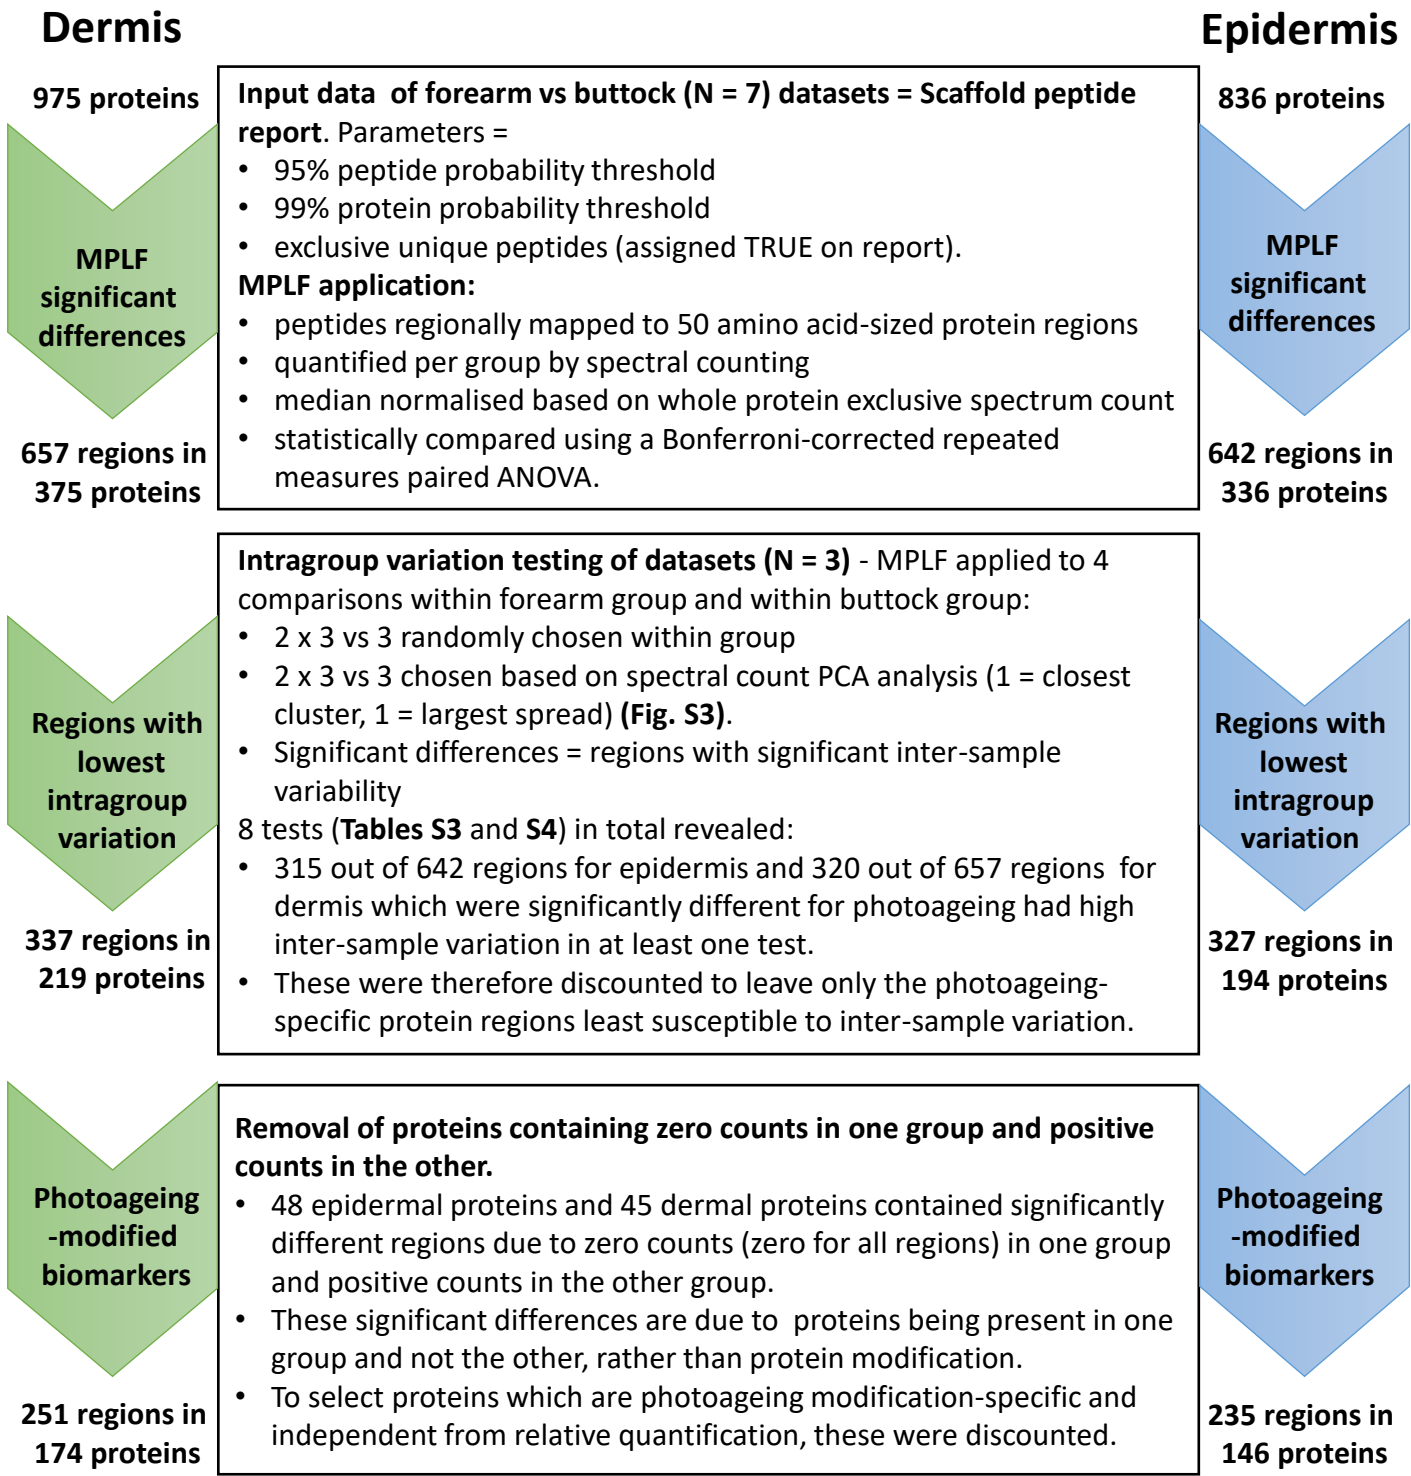 Dermis
Epidermis
975 proteins
836 proteins
Input data  of forearm vs buttock (N = 7) datasets = Scaffold peptide
report. Parameters =
• 95% peptide probability threshold
• 99% protein probability threshold
• exclusive unique peptides (assigned TRUE on report).
MPLF application:
• peptides regionally mapped to 50 amino acid-sized protein regions
• quantified per group by spectral counting
• median normalised based on whole protein exclusive spectrum count
• statistically compared using a Bonferroni-corrected repeated
measures paired ANOVA.
MPLF
significant
differences
MPLF
significant
differences
657 regions in
375 proteins
642 regions in
336 proteins
Intragroup variation testing of datasets (N = 3) - MPLF applied to 4
comparisons within forearm group and within buttock group:
• 2 x 3 vs 3 randomly chosen within group
• 2 x 3 vs 3 chosen based on spectral count PCA analysis (1 = closest
cluster, 1 = largest spread) (Fig. S3).
• Significant differences = regions with significant inter-sample
variability
8 tests (Tables S3 and S4) in total revealed:
• 315 out of 642 regions for epidermis and 320 out of 657 regions  for
dermis which were significantly different for photoageing had high
inter-sample variation in at least one test.
• These were therefore discounted to leave only the photoageing-
specific protein regions least susceptible to inter-sample variation.
Regions with
lowest
intragroup
variation
Regions with
lowest
intragroup
variation
337 regions in
219 proteins
327 regions in
194 proteins
Removal of proteins containing zero counts in one group and positive
counts in the other.
• 48 epidermal proteins and 45 dermal proteins contained significantly
different regions due to zero counts (zero for all regions) in one group
and positive counts in the other group.
• These significant differences are due to  proteins being present in one
group and not the other, rather than protein modification.
• To select proteins which are photoageing modification-specific and
independent from relative quantification, these were discounted.
Photoageing
-modified
biomarkers
Photoageing
-modified
biomarkers
251 regions in
174 proteins
235 regions in
146 proteins